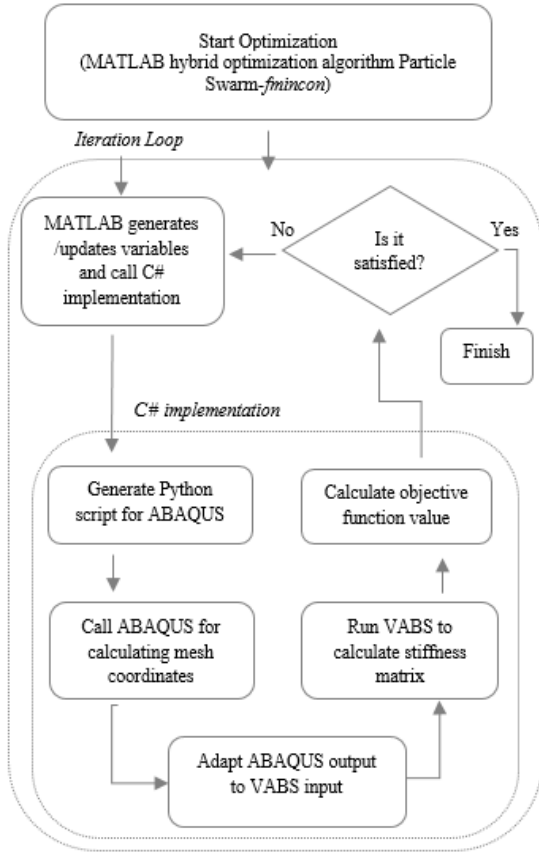 Start Optimization
(MATLAB hybrid optimization algorithm Particle
Swarm-fmincon)
Iteration Loop
MATLAB generates
/updates variables
and call C#
implementation
No
Is it
satisfied?
Yes
Finish
C# implementation
Generate Python
script for ABAQUS
Calculate objective
function value
Call ABAQUS for
calculating mesh
coordinates
Run VABS to
calculate stiffness
matrix
Adapt ABAQUS output
to VABS input